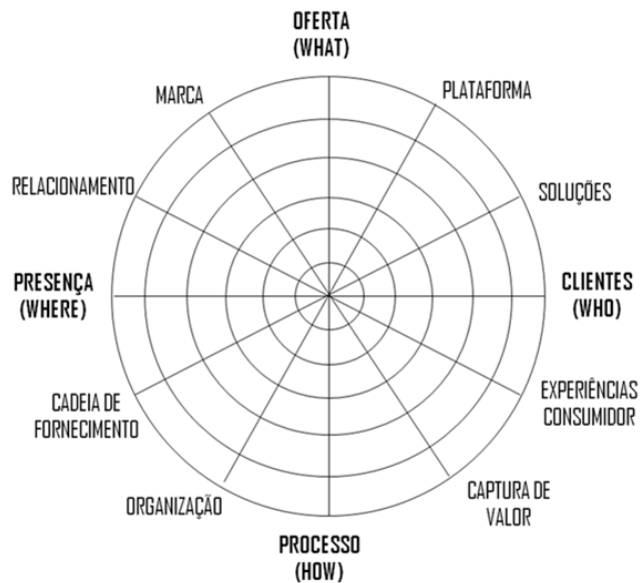 OFERTA
(WHAT)
MARCA
PLATAFORMA
RELACIONAMENTO
SOLUÇÕES
PRESENÇA
(WHERE)
CLIENTES
(WHO)
CADEIA DE
FORNECIMENTO
EXPERIÊNCIAS
CONSUMIDOR
ORGANIZAÇÃO
CAPTURA DE
VALOR
PROCESSO
(HOW)